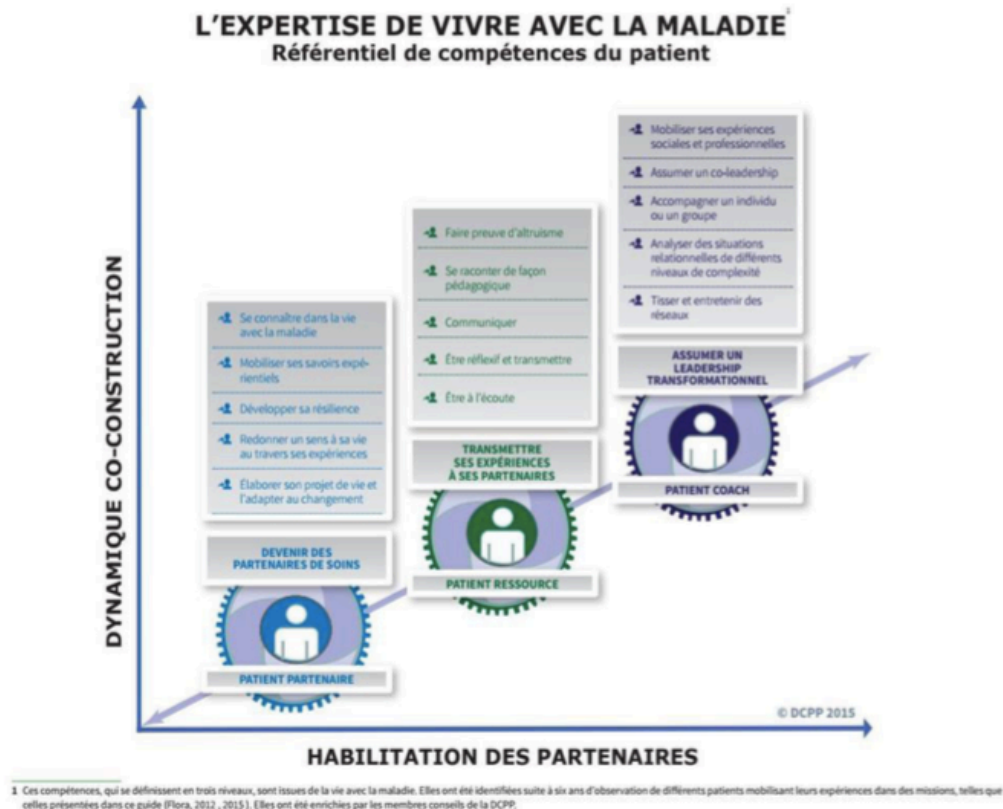 L'EXPERTISE DE VIVRE AVEC LA MALADIE 1
Référentiel de compétences du patient
DYNAMIQUE CO-CONSTRUCTION
Se connaître dans la vie
avec la maladie
Mobiliser ses savoirs expé-
rientiels
Développer sa résilience
Redonner un sens à sa vie
au travers ses expériences
Élaborer son projet de vie et
l'adapter au changement
DEVENIR DES
PARTENAIRES DE SOINS
PATIENT PARTENAIRE
Faire preuve d'altruisme
Se raconter de façon
pédagogique
Communiquer
Être réflexif et transmettre
Être à l'écoute
TRANSMETTRE
SES EXPÉRIENCES
À SES PARTENAIRES
PATIENT RESSOURCE
Mobiliser ses expériences
sociales et professionnelles
Assumer un co-leadership
Accompagner un individu
ou un groupe
Analyser des situations
relationnelles de différents
niveaux de complexité
Tisser et entretenir des
réseaux
ASSUMER UN
LEADERSHIP
TRANSFORMATIONNEL
PATIENT COACH
© DCPP 2015
HABILITATION DES PARTENAIRES
1 Ces compétences, qui se définissent en trois niveaux, sont issues de la vie avec la maladie. Elles ont été identifiées suite à six ans d'observation de différents patients mobilisant leurs expériences dans des missions, telles que
celles présentées dans ce guide (Flora, 2012, 2015). Elles ont été enrichies par les membres conseils de la DCPP.